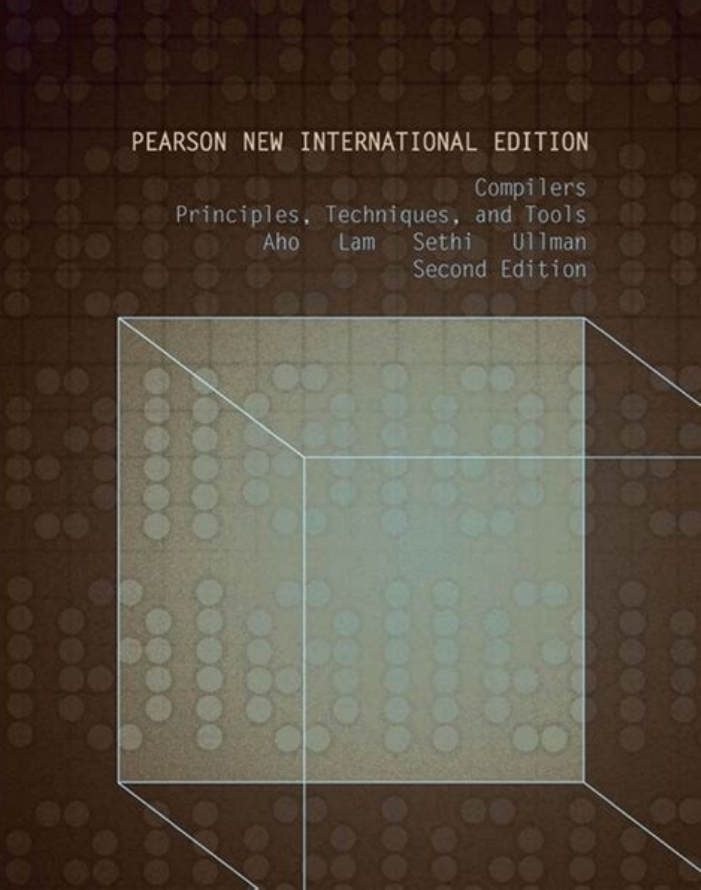 PEARSON NEW INTERNATIONAL EDITION
Compilers
Principles, Techniques, and Tools
Aho Lam Sethi Ullman
Second Edition